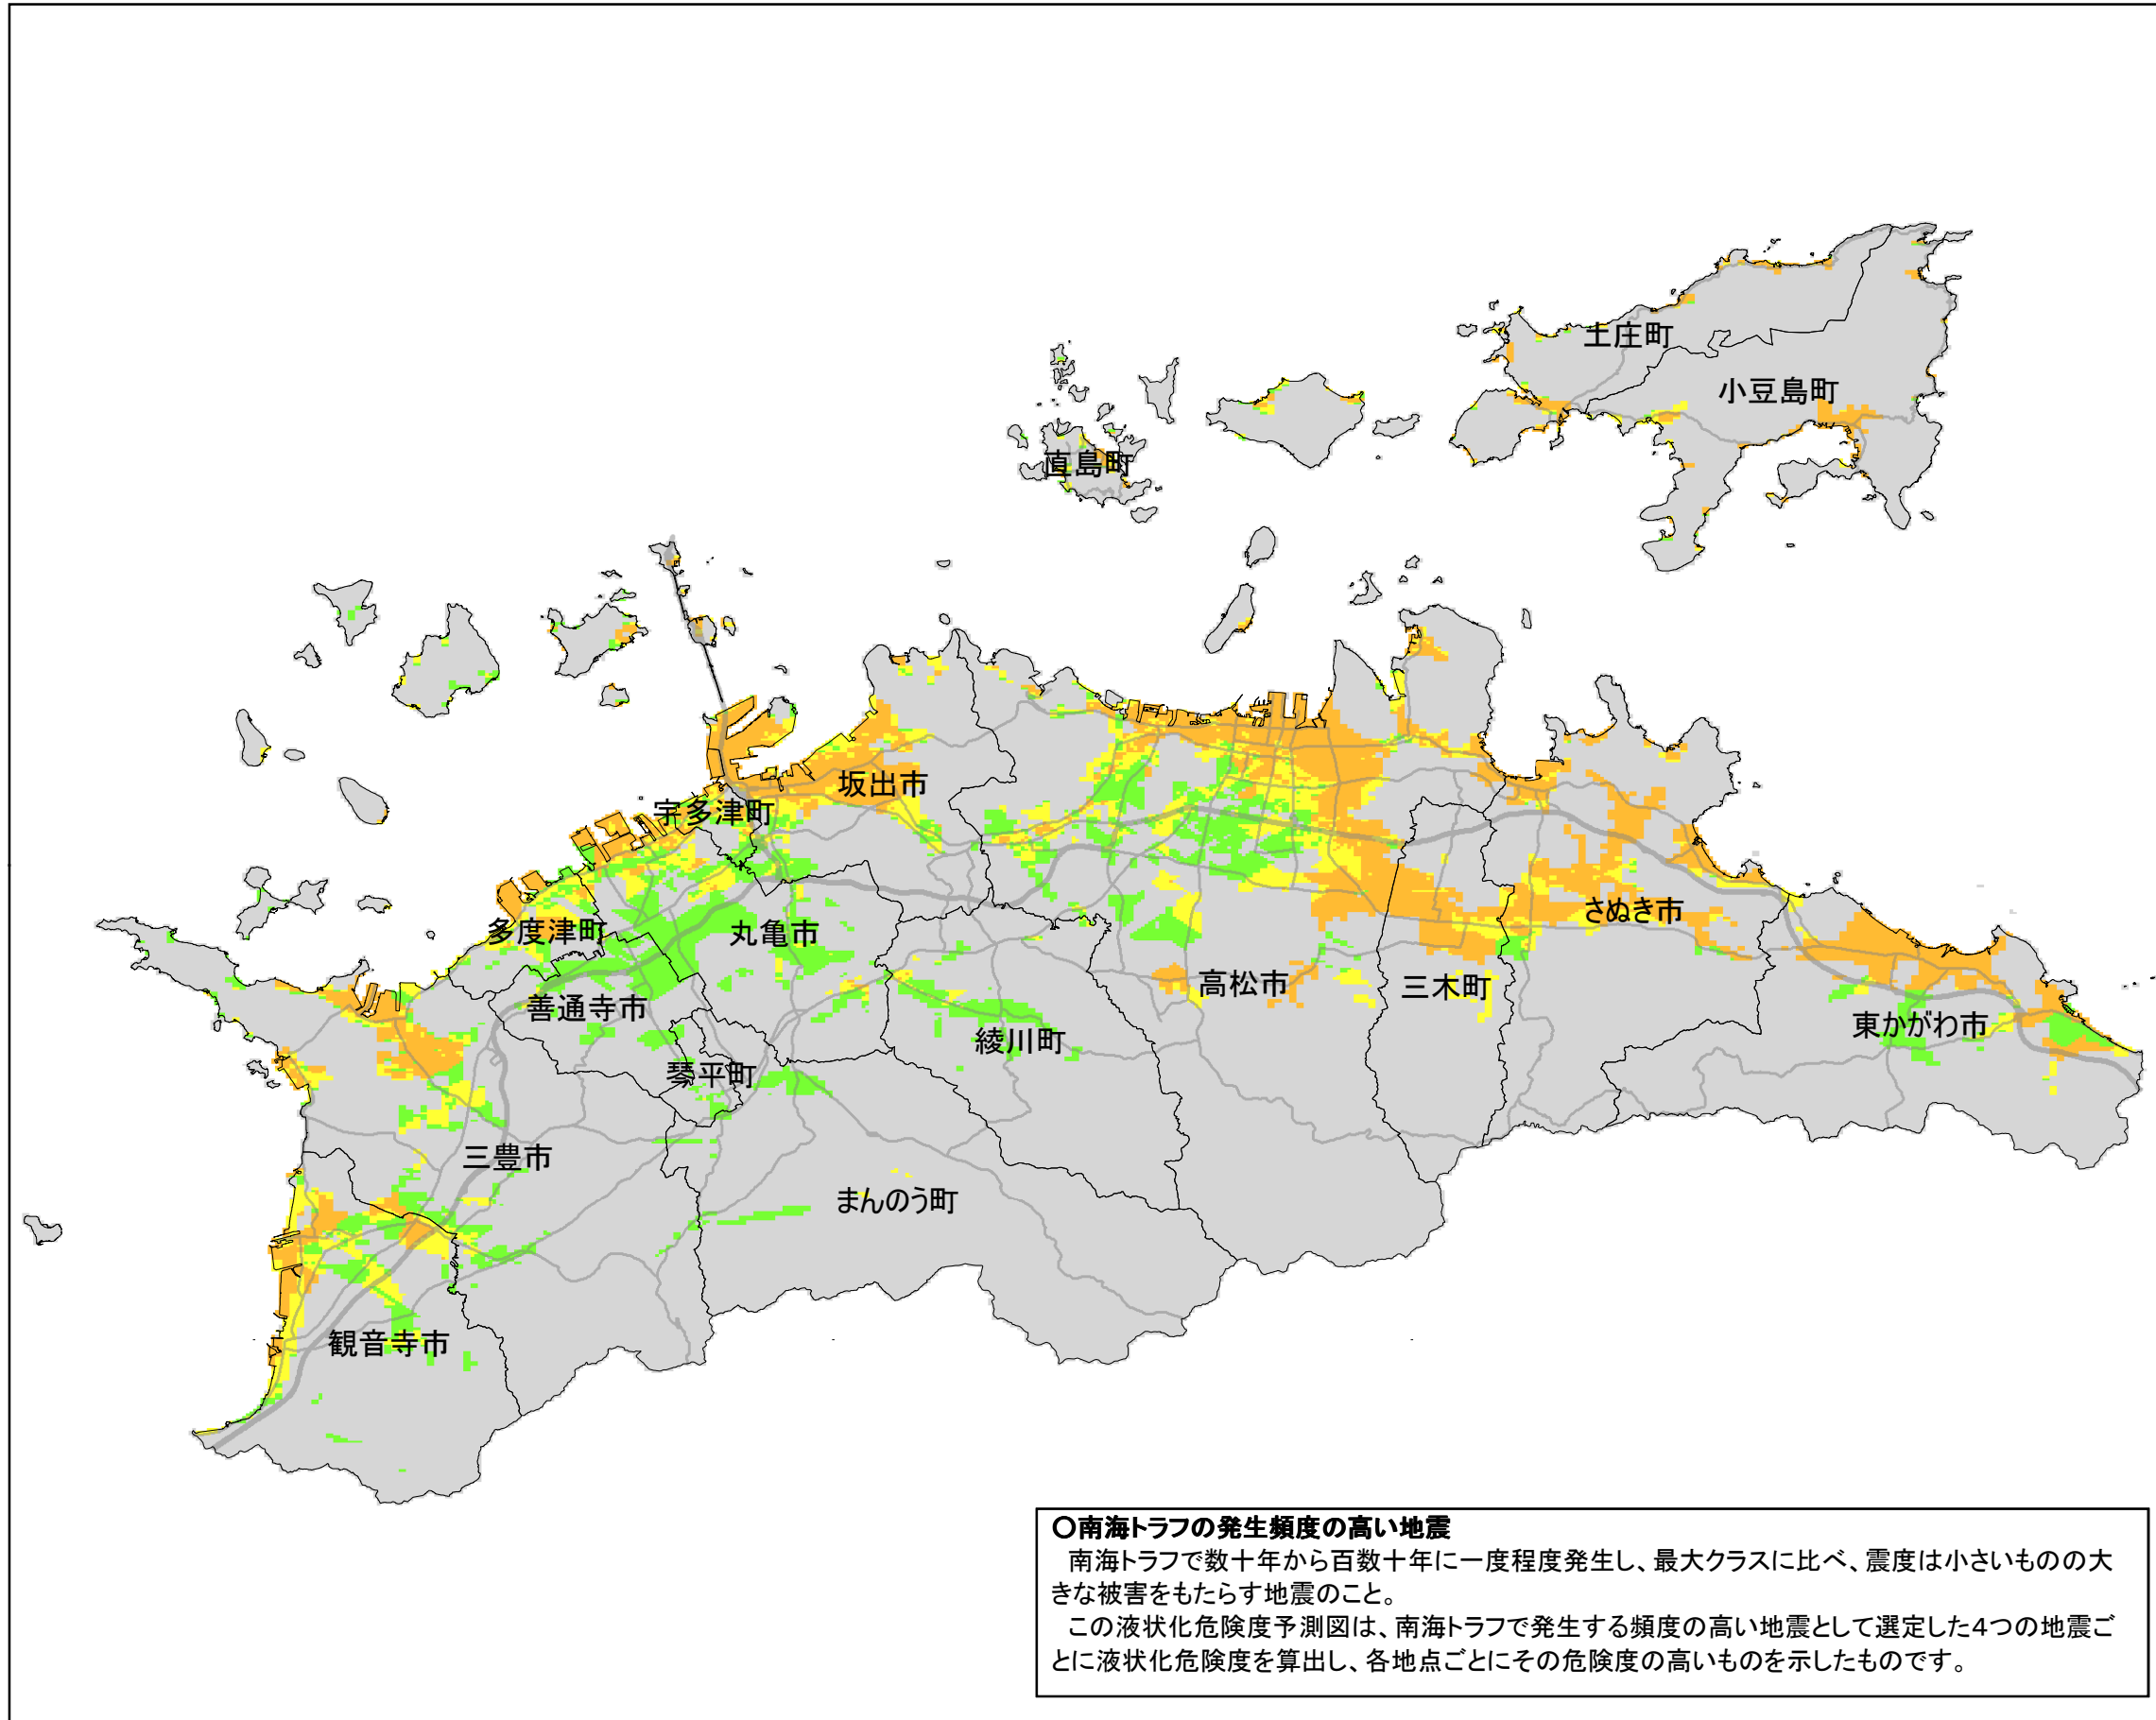 土庄町
小豆島町
直島町
坂出市
宇多津町
多度津町
丸亀市
さぬき市
高松市
三木町
善通寺市
東かがわ市
綾川町
琴平町
三豊市
まんのう町
観音寺市
○南海トラフの発生頻度の高い地震
　南海トラフで数十年から百数十年に一度程度発生し、最大クラスに比べ、震度は小さいものの大
きな被害をもたらす地震のこと。
　この液状化危険度予測図は、南海トラフで発生する頻度の高い地震として選定した4つの地震ご
とに液状化危険度を算出し、各地点ごとにその危険度の高いものを示したものです。